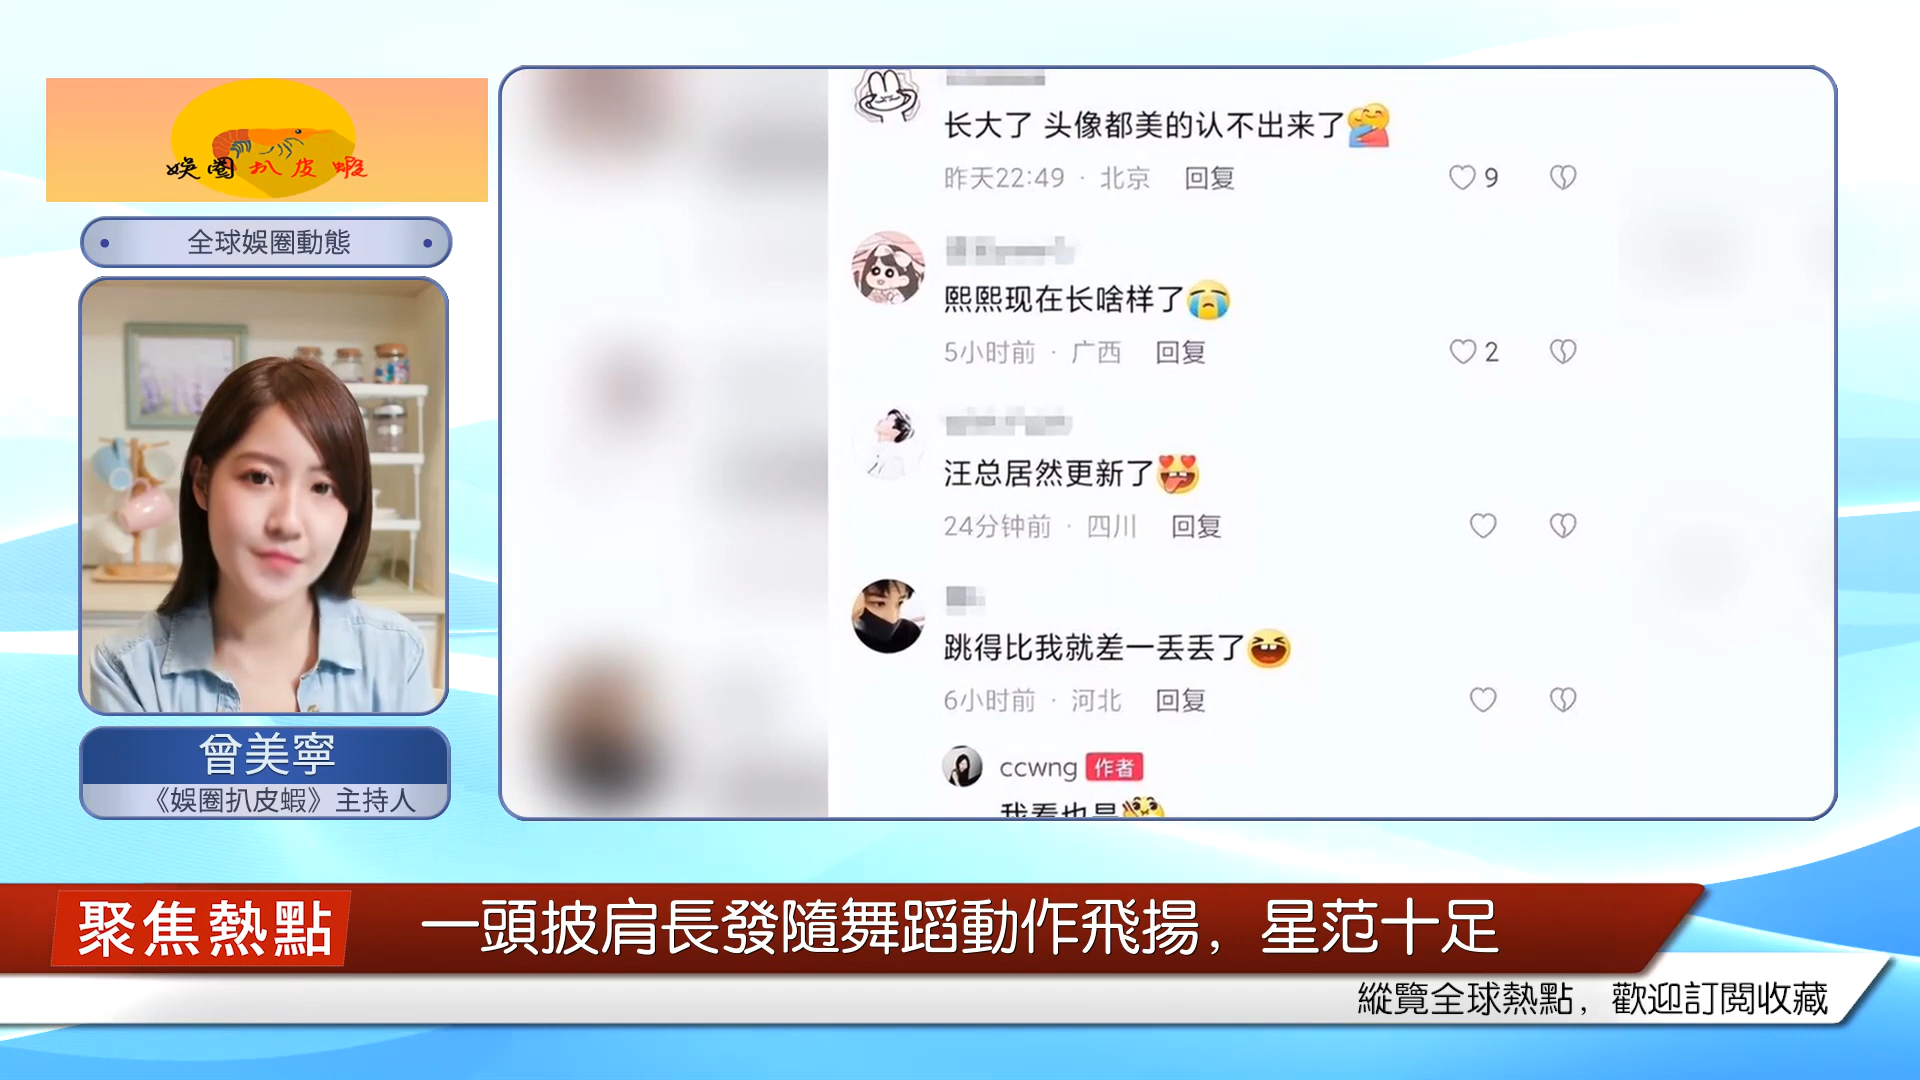 娛圈扒皮蝦
全球娛圈動態
曾美寧
《娛圈扒皮蝦》主持人
长大了 头像都美的认不出来了
昨天22:49 · 北京 回复
9
熙熙现在长啥样了
5小时前 · 广西 回复
2
汪总居然更新了
24分钟前 · 四川 回复
跳得比我就差一丢丢了
6小时前 · 河北 回复
ccwng 作者
我看也是
聚焦熱點
一頭披肩長發隨舞蹈動作飛揚，星范十足
縱覽全球熱點，歡迎訂閱收藏